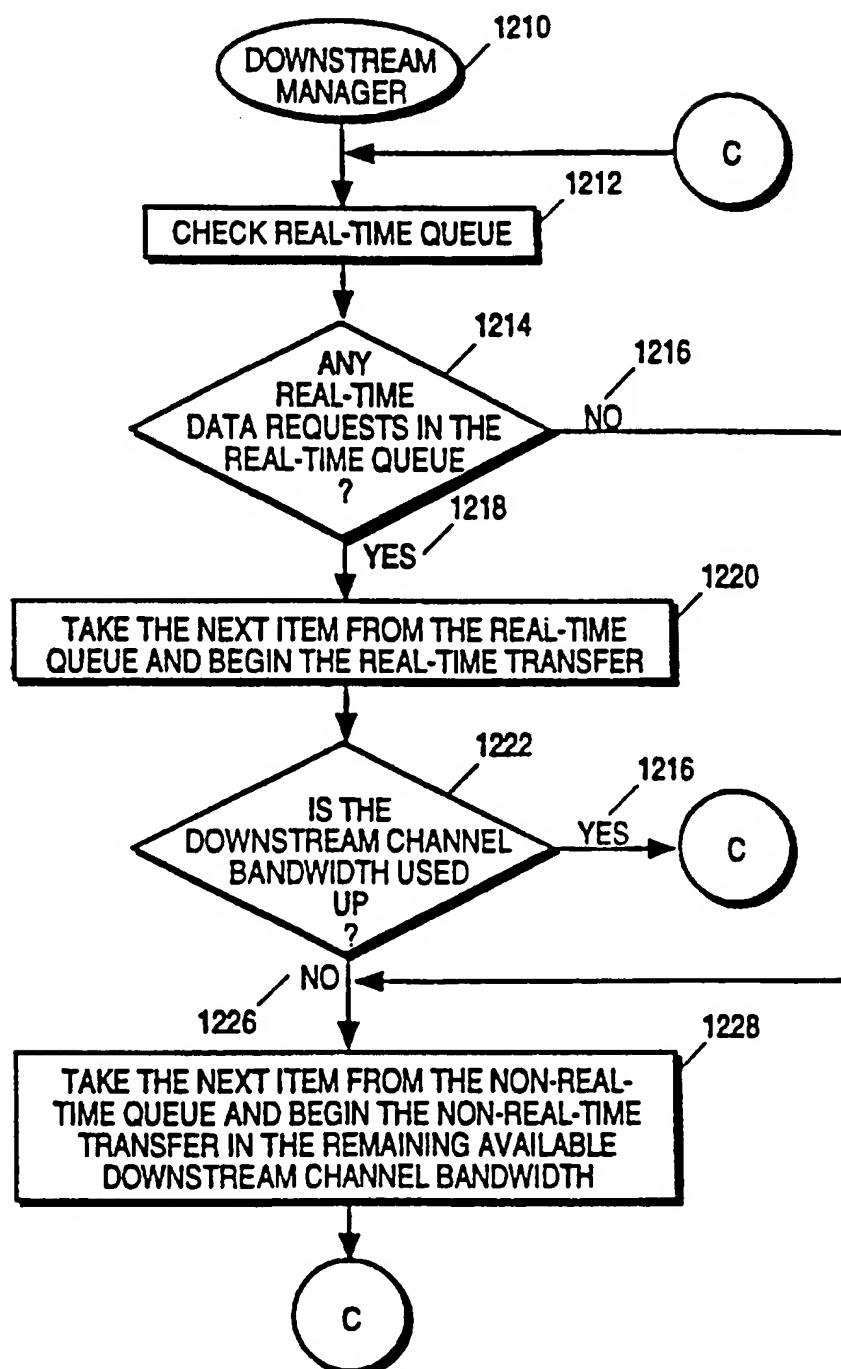 1210
DOWNSTREAM
MANAGER
C
1212
CHECK REAL-TIME QUEUE
1214
ANY
REAL-TIME
DATA REQUESTS IN THE
REAL-TIME QUEUE
?
1216
NO
1218
YES
1220
TAKE THE NEXT ITEM FROM THE REAL-TIME
QUEUE AND BEGIN THE REAL-TIME TRANSFER
1222
IS THE
DOWNSTREAM CHANNEL
BANDWIDTH USED
UP
?
1216
YES
C
NO
1226
1228
TAKE THE NEXT ITEM FROM THE NON-REAL-
TIME QUEUE AND BEGIN THE NON-REAL-TIME
TRANSFER IN THE REMAINING AVAILABLE
DOWNSTREAM CHANNEL BANDWIDTH
C